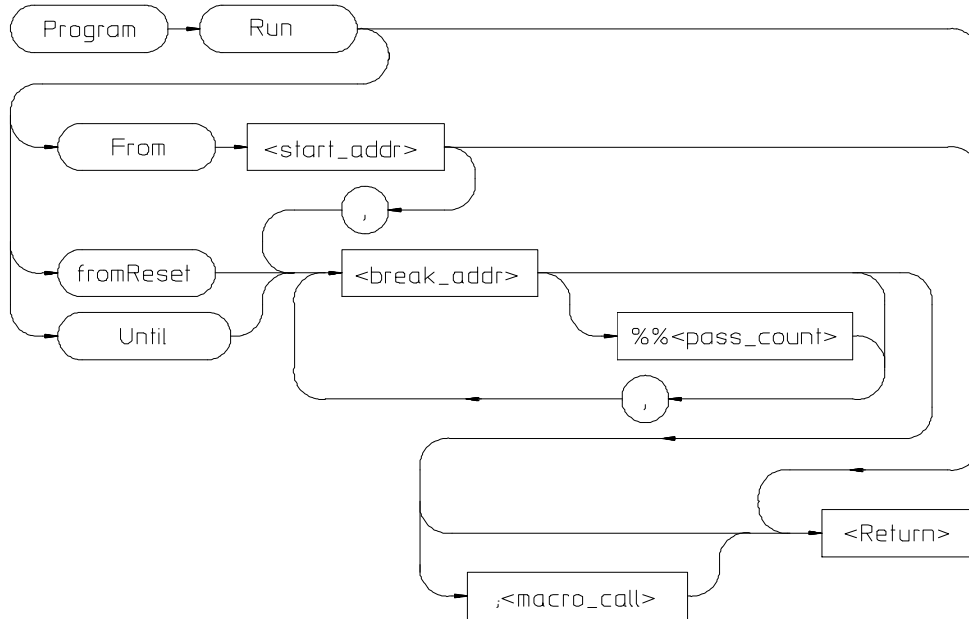 Program Run
From <start_addr>
,
fromReset <break_addr>
Until %%<pass_count>
,
<Return>
;<macro_call>